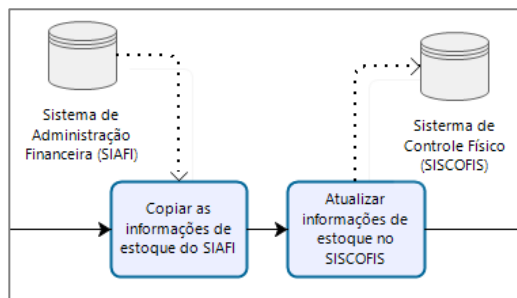 Sistema de
Administração
Financeira (SIAFI)
Sisterma de
Controle Físico
(SISCOFIS)
Copiar as
informações de
estoque do SIAFI
Atualizar
informações de
estoque no
SISCOFIS